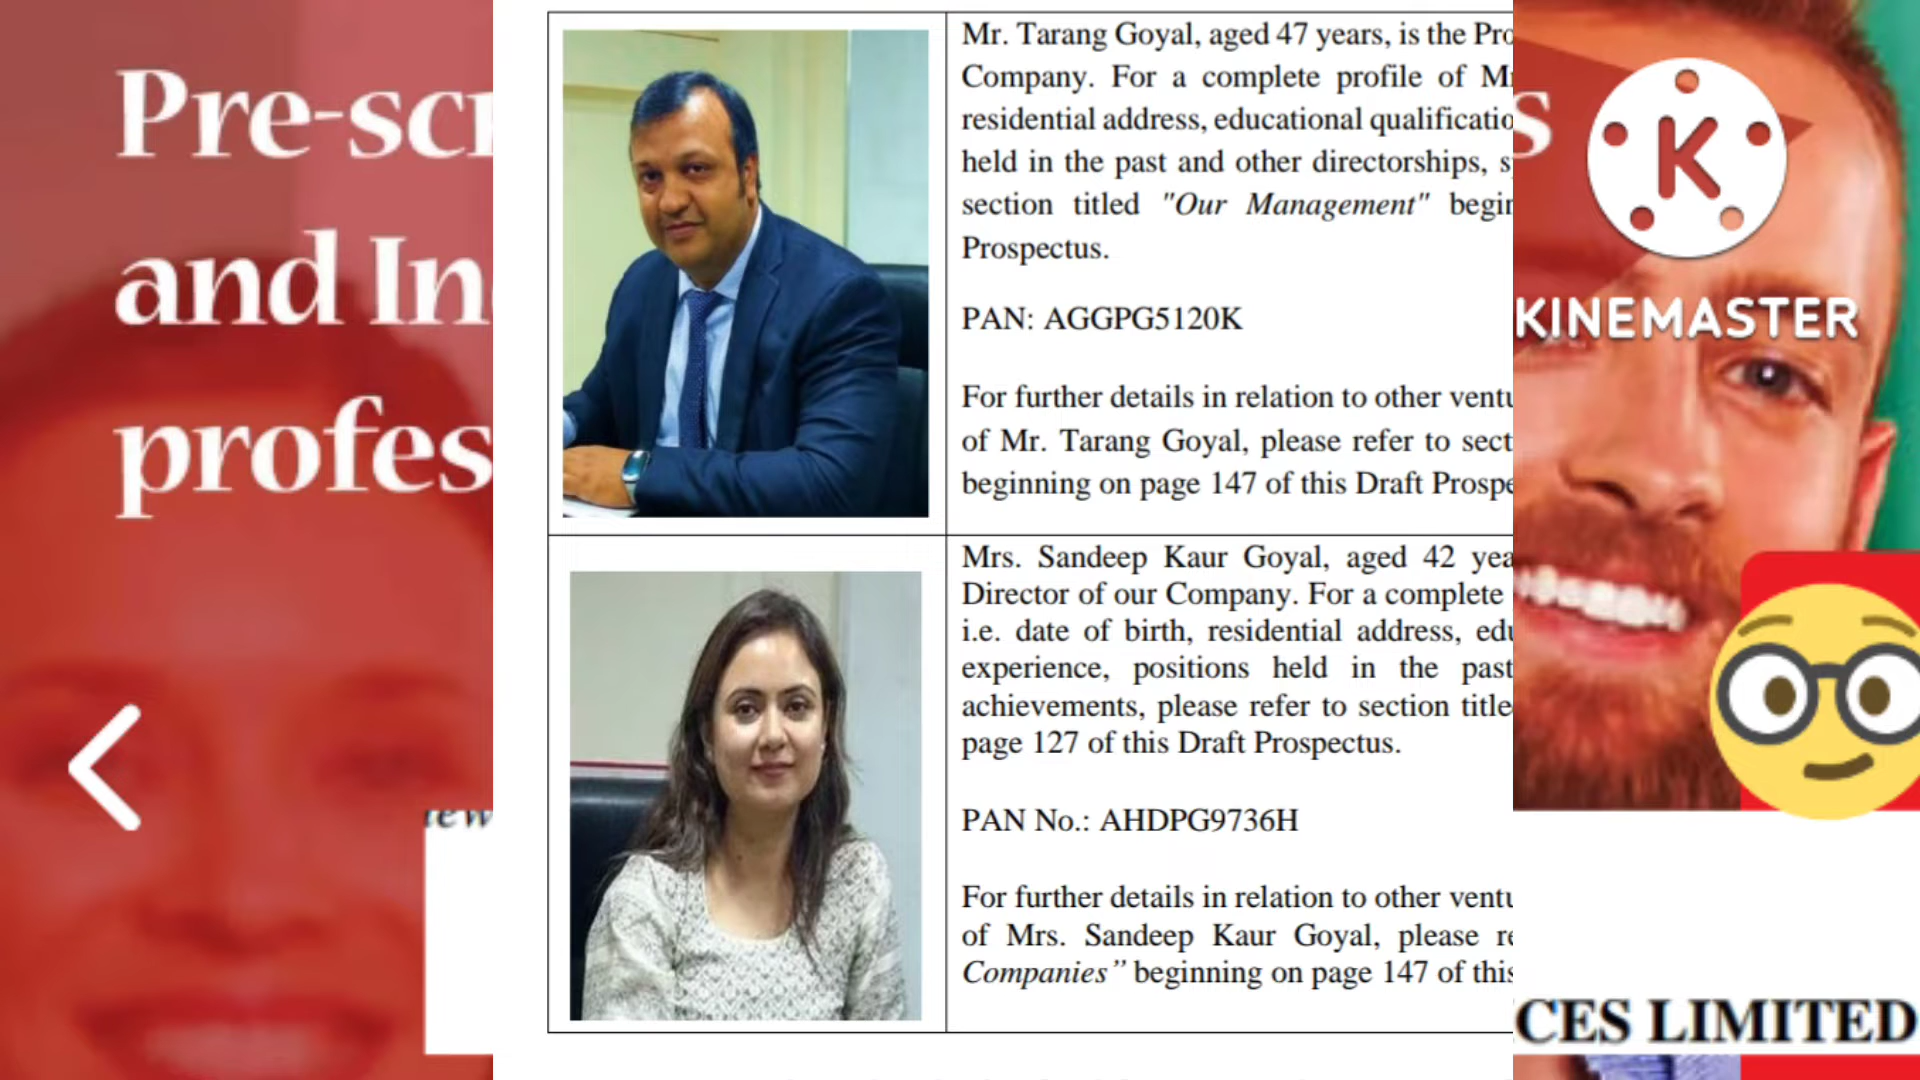 Pre-scr
and In
profes
Mr. Tarang Goyal, aged 47 years, is the Pro
Company. For a complete profile of M
residential address, educational qualificatio
held in the past and other directorships, s
section titled "Our Management" begin
Prospectus.
PAN: AGGPG5120K
For further details in relation to other ventu
of Mr. Tarang Goyal, please refer to sect
beginning on page 147 of this Draft Prospe
Mrs. Sandeep Kaur Goyal, aged 42 yea
Director of our Company. For a complete
i.e. date of birth, residential address, edu
experience, positions held in the past
achievements, please refer to section title
page 127 of this Draft Prospectus.
PAN No.: AHDPG9736H
For further details in relation to other ventu
of Mrs. Sandeep Kaur Goyal, please re
Companies” beginning on page 147 of this
S
K
KINEMASTER
CES LIMITED